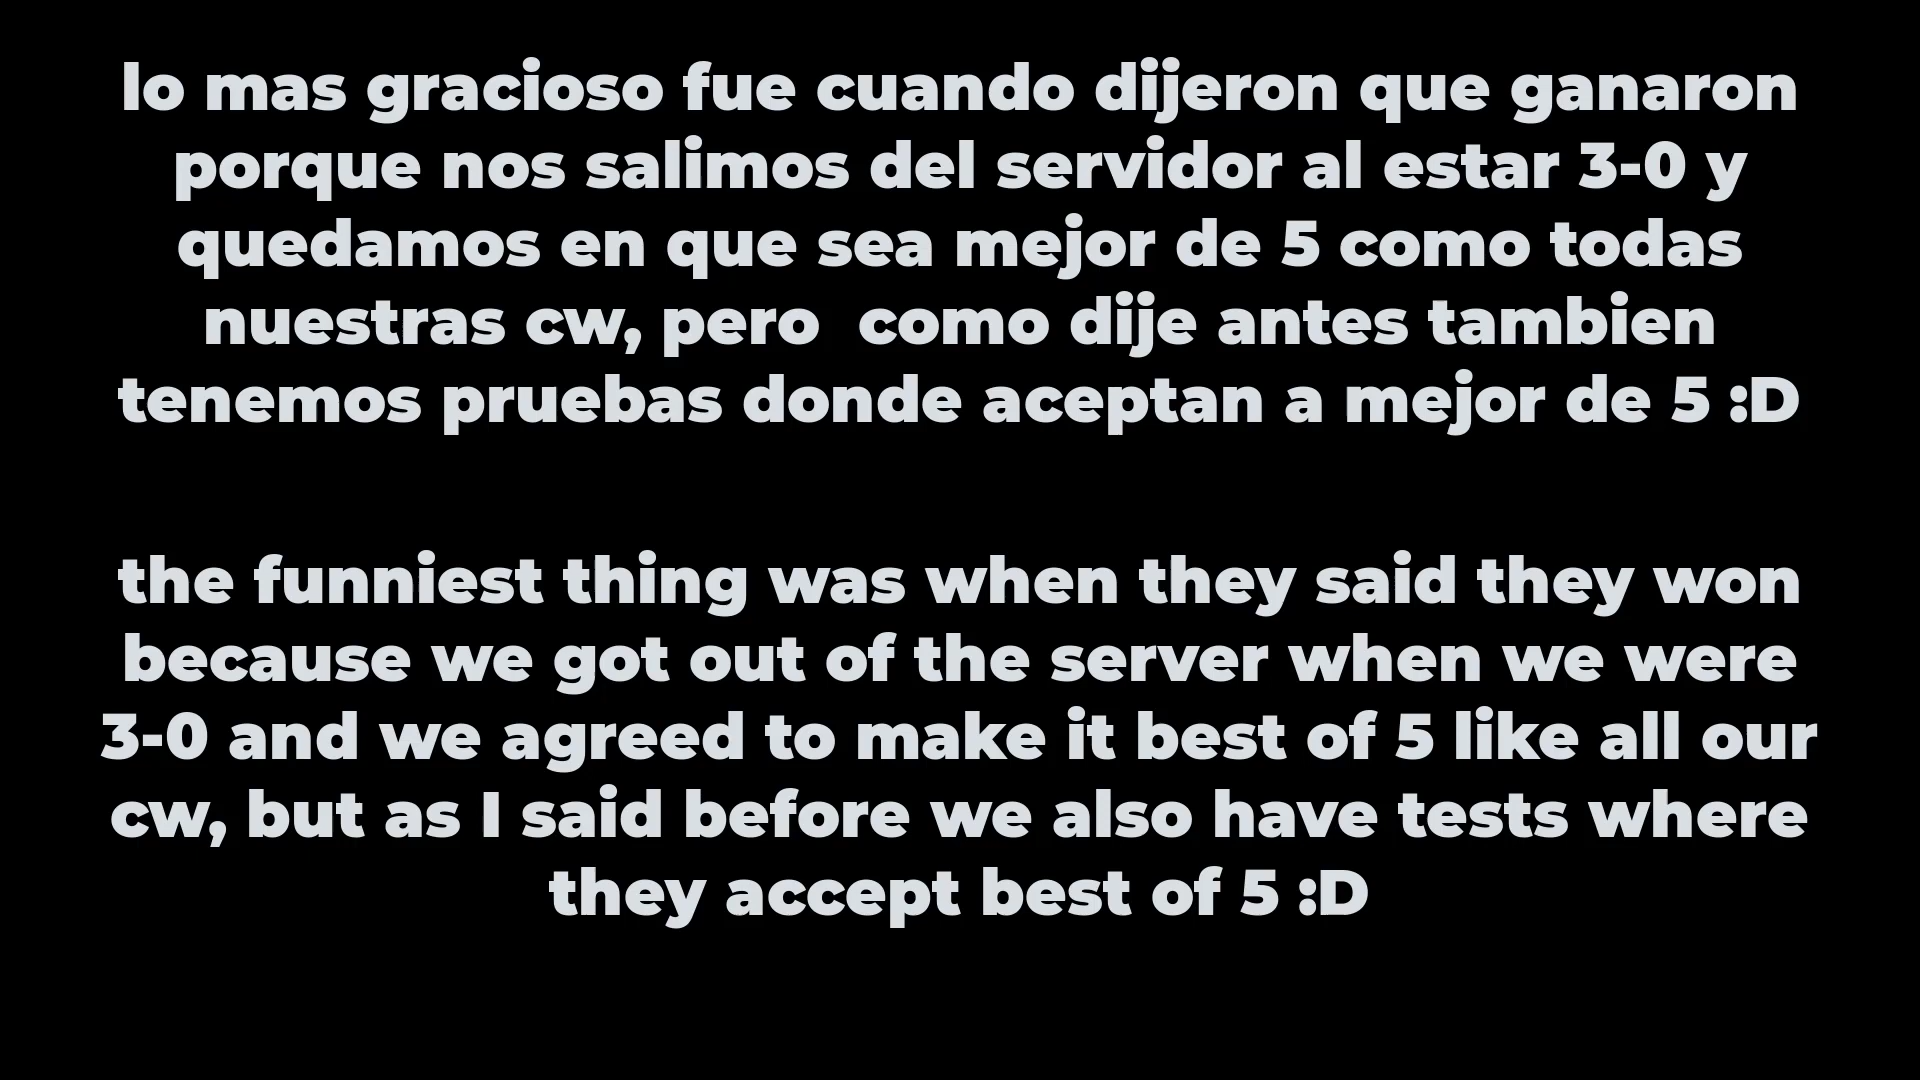 lo mas gracioso fue cuando dijeron que ganaron
porque nos salimos del servidor al estar 3-0 y
quedamos en que sea mejor de 5 como todas
nuestras cw, pero  como dije antes tambien
tenemos pruebas donde aceptan a mejor de 5 :D
the funniest thing was when they said they won
because we got out of the server when we were
3-0 and we agreed to make it best of 5 like all our
cw, but as I said before we also have tests where
they accept best of 5 :D